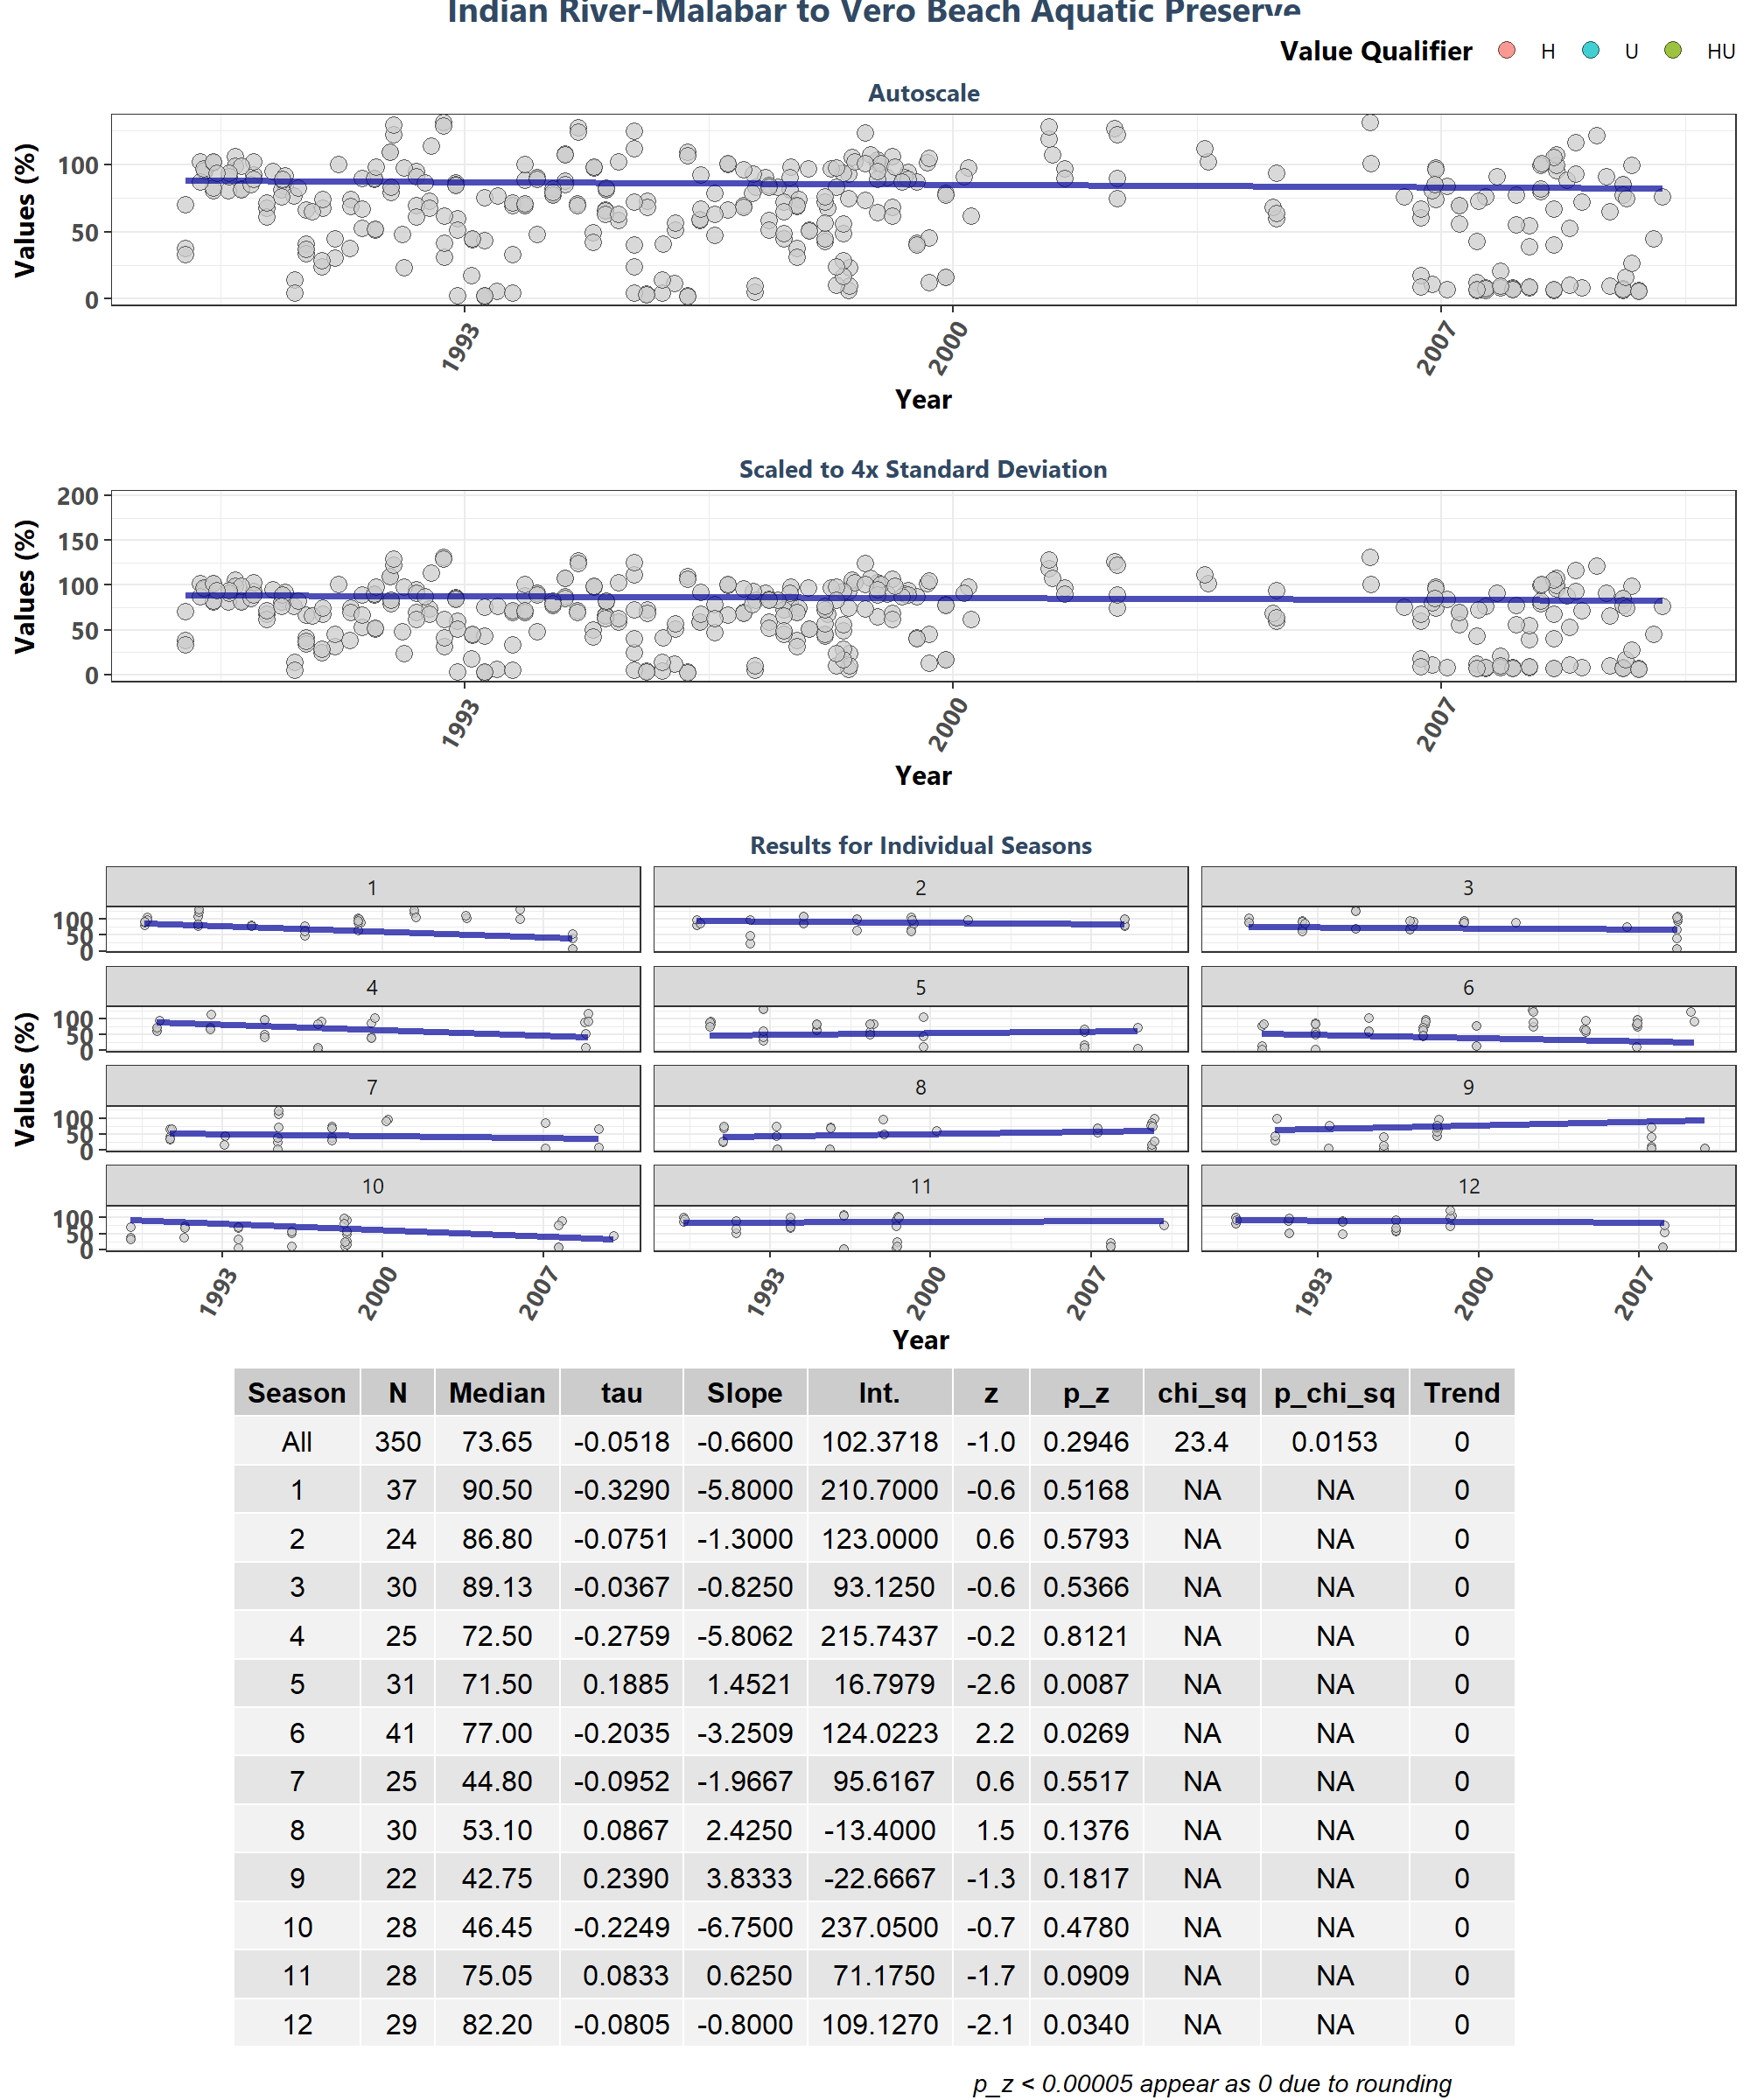 Indian River-Malabar to Vero Beach Aquatic Preserve
Value Qualifier H U HU
Autoscale
Values (%)
100
50
0
1993 2000 2007
Year
Scaled to 4x Standard Deviation
Values (%)
200
150
100
50
0
1993 2000 2007
Year
Results for Individual Seasons
Values (%)
1 2 3
100
50
0
4 5 6
100
50
0
7 8 9
100
50
0
10 11 12
100
50
0
1993 2000 2007 1993 2000 2007 1993 2000 2007
Year
Season N Median tau Slope Int. z p_z chi_sq p_chi_sq Trend
All 350 73.65 -0.0518 -0.6600 102.3718 -1.0 0.2946 23.4 0.0153 0
1 37 90.50 -0.3290 -5.8000 210.7000 -0.6 0.5168 NA NA 0
2 24 86.80 -0.0751 -1.3000 123.0000 0.6 0.5793 NA NA 0
3 30 89.13 -0.0367 -0.8250 93.1250 -0.6 0.5366 NA NA 0
4 25 72.50 -0.2759 -5.8062 215.7437 -0.2 0.8121 NA NA 0
5 31 71.50 0.1885 1.4521 16.7979 -2.6 0.0087 NA NA 0
6 41 77.00 -0.2035 -3.2509 124.0223 2.2 0.0269 NA NA 0
7 25 44.80 -0.0952 -1.9667 95.6167 0.6 0.5517 NA NA 0
8 30 53.10 0.0867 2.4250 -13.4000 1.5 0.1376 NA NA 0
9 22 42.75 0.2390 3.8333 -22.6667 -1.3 0.1817 NA NA 0
10 28 46.45 -0.2249 -6.7500 237.0500 -0.7 0.4780 NA NA 0
11 28 75.05 0.0833 0.6250 71.1750 -1.7 0.0909 NA NA 0
12 29 82.20 -0.0805 -0.8000 109.1270 -2.1 0.0340 NA NA 0
p_z < 0.00005 appear as 0 due to rounding